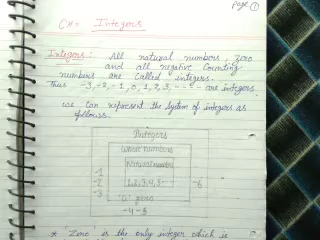 Page ①
Ch = Integers
Integers: All natural numbers, zero
and all negative counting
numbers are called integers.
Thus -3,-2,-1, 0, 1, 2, 3, --- are integers.
We can represent the system of integers as
follows.
Integers
Whole numbers
Natural numbers
1,2,3,4,5-
-1
-2
-3
-6
'0' zero
-4 -5
* 'Zero' is the only integer which is